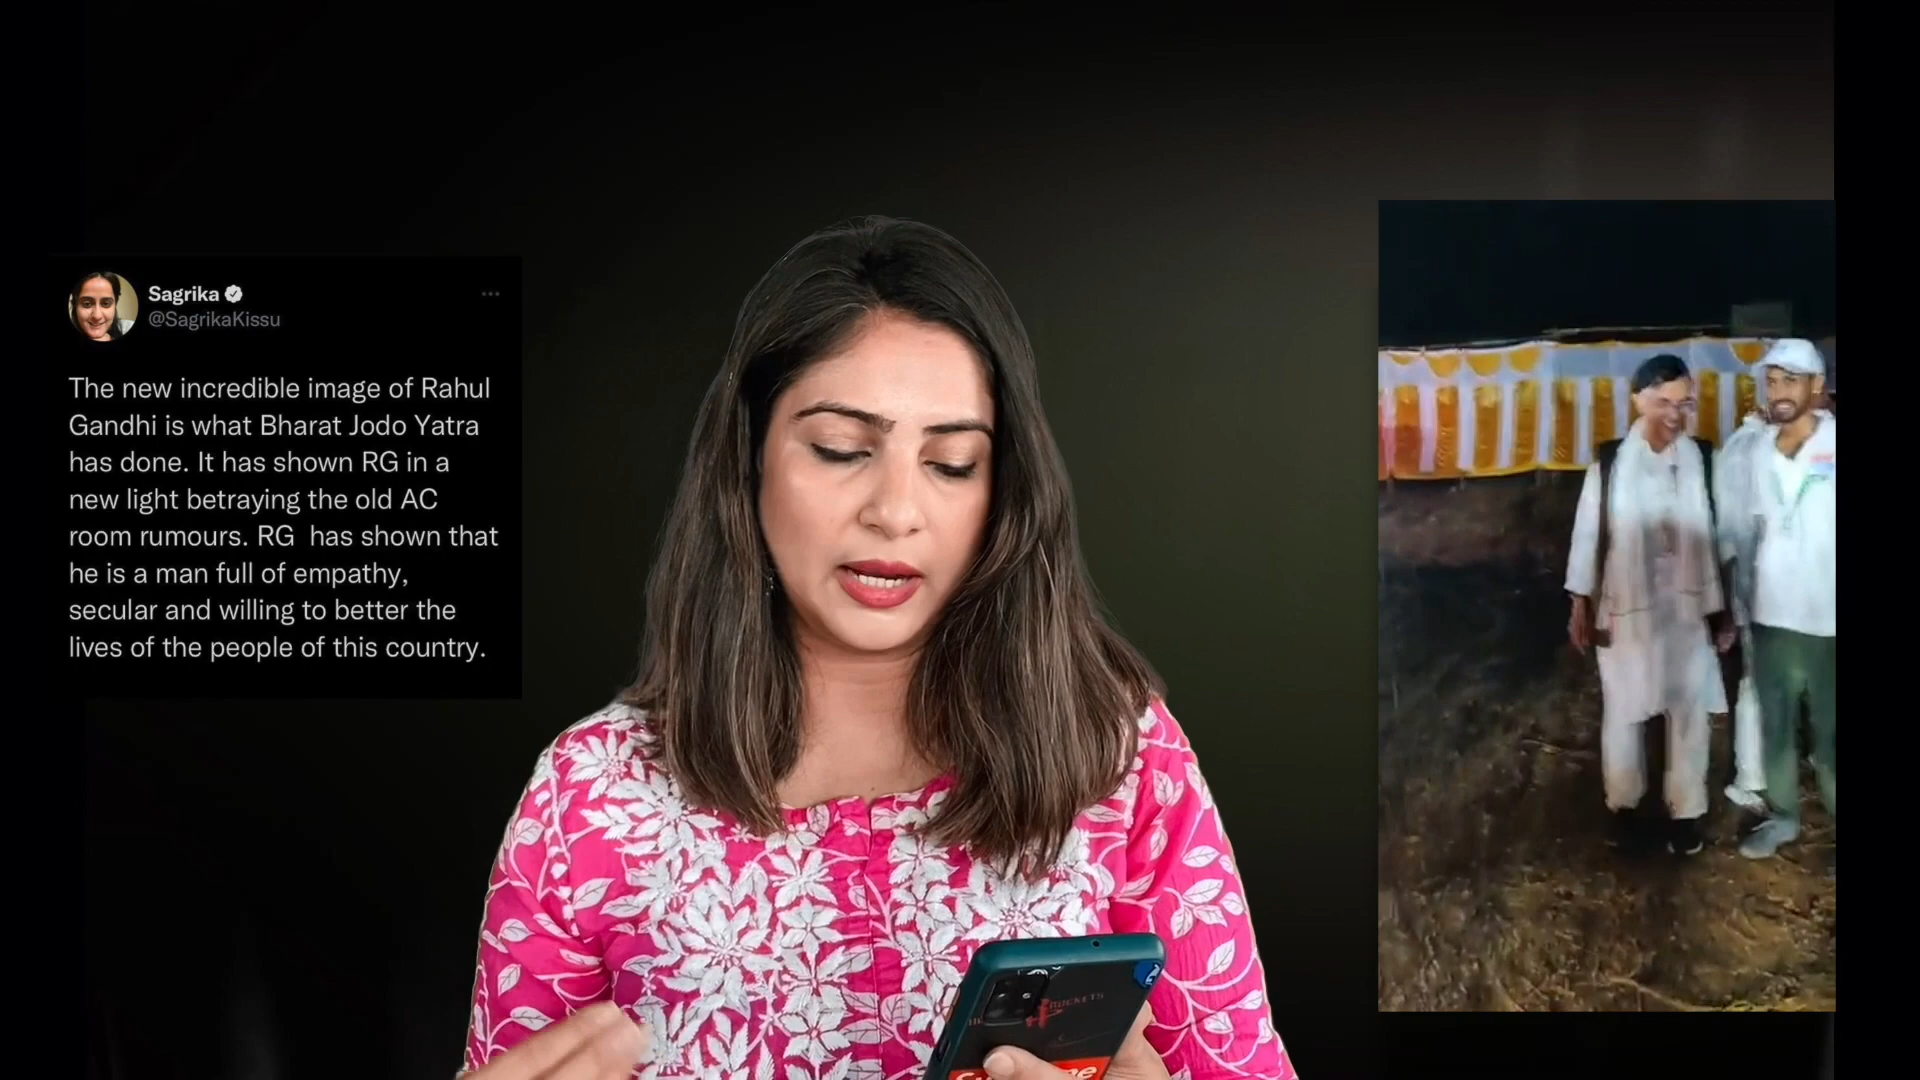 Sagrika
@SagrikaKissu
The new incredible image of Rahul
Gandhi is what Bharat Jodo Yatra
has done. It has shown RG in a
new light betraying the old AC
room rumours. RG  has shown that
he is a man full of empathy,
secular and willing to better the
lives of the people of this country.